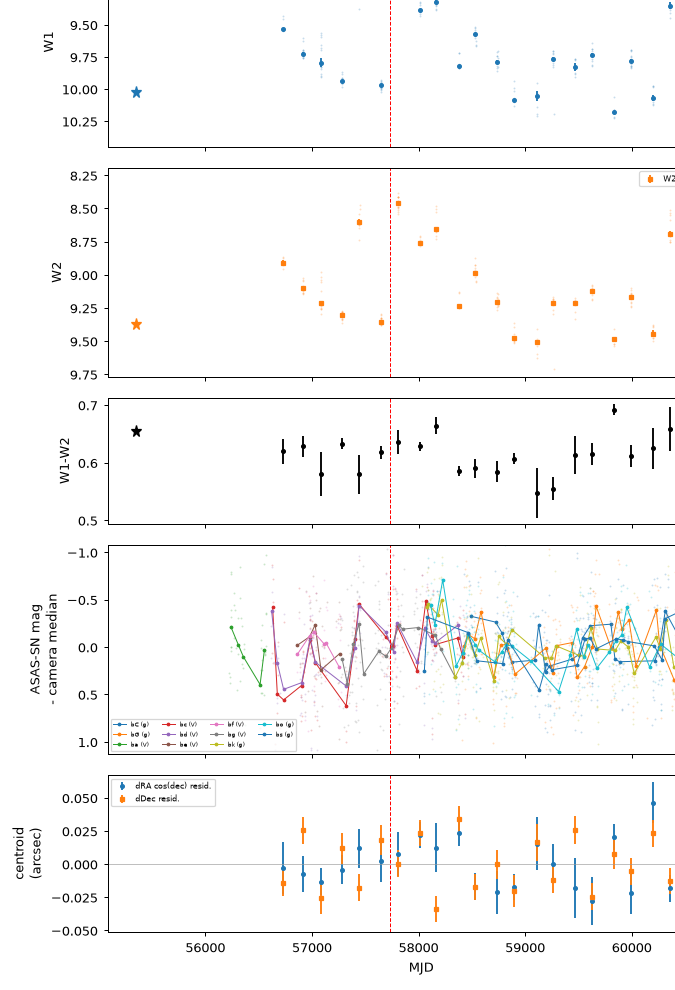 9.50
9.75
10.00
10.25
W1
8.25
8.50
8.75
9.00
9.25
9.50
9.75
W2
W2
0.7
0.6
0.5
W1-W2
−1.0
−0.5
0.0
0.5
1.0
ASAS-SN mag
- camera median
bC (g)
bG (g)
ba (V)
bc (V)
bd (V)
be (V)
bf (V)
bg (V)
bk (g)
bo (g)
bs (g)
0.050
0.025
0.000
−0.025
−0.050
centroid
(arcsec)
dRA cos(dec) resid.
dDec resid.
56000 57000 58000 59000 60000
MJD